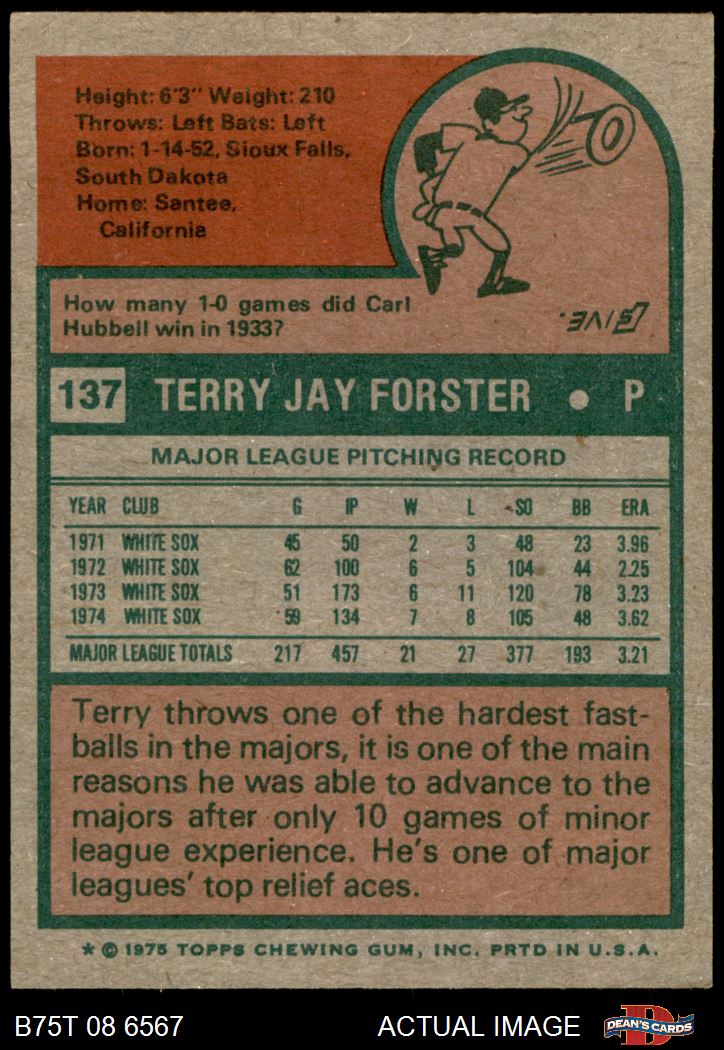 Height: 6'3" Weight: 210
Throws: Left Bats: Left
Born: 1-14-52, Sioux Falls,
South Dakota
Home: Santee,
California
0
How many 1-0 games did Carl
Hubbell win in 1933?
FIVE.
137 TERRY JAY FORSTER • P
MAJOR LEAGUE PITCHING RECORD
YEAR CLUB G IP W L SO BB ERA
1971 WHITE SOX 45 50 2 3 48 23 3.96
1972 WHITE SOX 62 100 6 5 104 44 2.25
1973 WHITE SOX 51 173 6 11 120 78 3.23
1974 WHITE SOX 59 134 7 8 105 48 3.62
MAJOR LEAGUE TOTALS 217 457 21 27 377 193 3.21
Terry throws one of the hardest fast-
balls in the majors, it is one of the main
reasons he was able to advance to the
majors after only 10 games of minor
league experience. He's one of major
leagues' top relief aces.
* © 1975 TOPPS CHEWING GUM, INC. PRTD IN U.S.A.
B75T 08 6567 ACTUAL IMAGE D DEAN'S CARDS